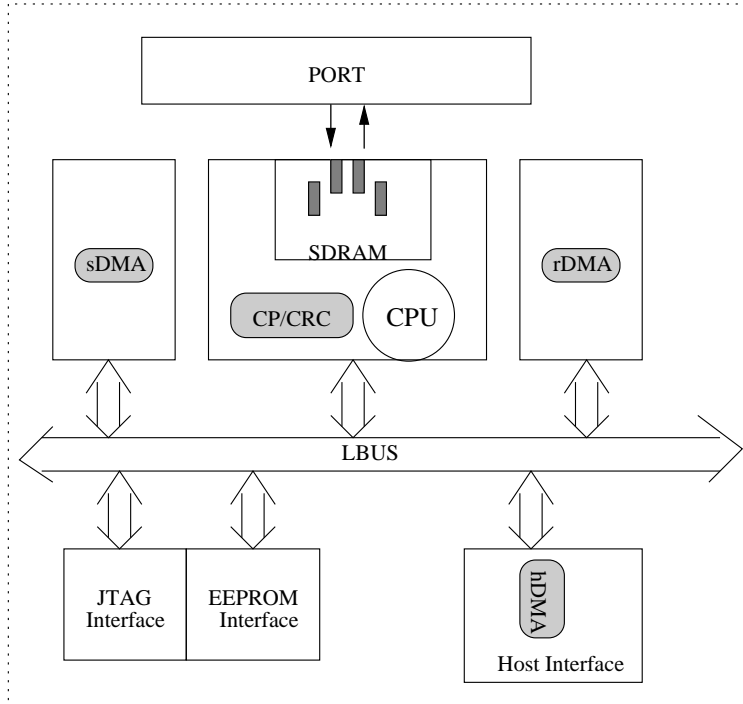 PORT
SDRAM
sDMA
rDMA
CP/CRC
CPU
LBUS
JTAG
Interface
EEPROM
Interface
hDMA
Host Interface